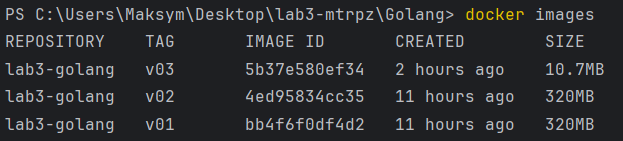 PS C:\Users\Maksym\Desktop\lab3-mtrpz\Golang> docker images
REPOSITORY TAG IMAGE ID CREATED SIZE
lab3-golang v03 5b37e580ef34 2 hours ago 10.7MB
lab3-golang v02 4ed95834cc35 11 hours ago 320MB
lab3-golang v01 bb4f6f0df4d2 11 hours ago 320MB